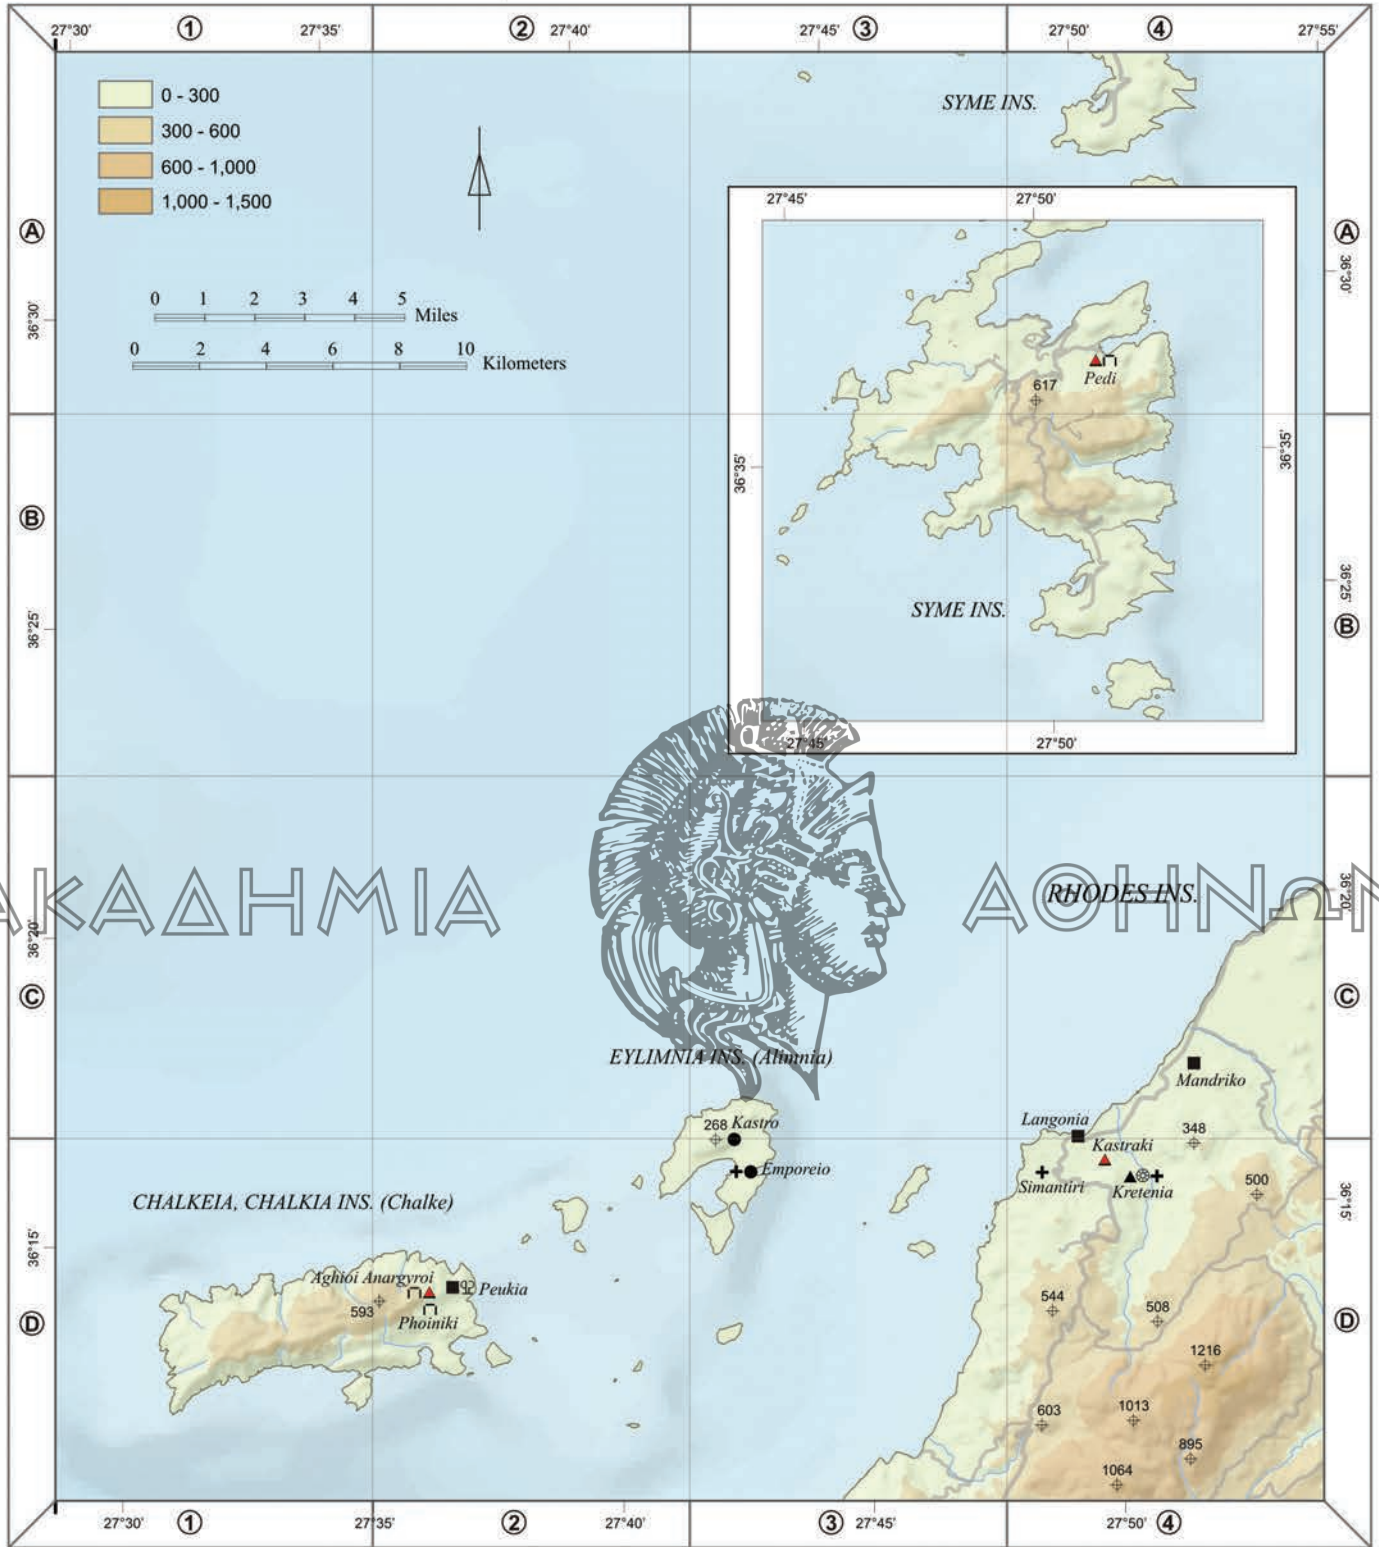 27°30' ① 27°35' ② 27°40' 27°45' ③ 27°50' ④ 27°55'
0 - 300
300 - 600
600 - 1,000
1,000 - 1,500
SYME INS.
Ⓐ Ⓐ
27°45' 27°50'
36°30'
0 1 2 3 4 5
Miles
0 2 4 6 8 10
Kilometers
36°30'
Pedi
617
36°35' 36°35'
Ⓑ
36°25'
SYME INS.
36°25'
Ⓑ
27°45' 27°50'
ΑΚΑΔΗΜΙΑ ΑΘΗΝΩΝ
RHODES INS.
36°20'
36°20'
Ⓒ Ⓒ
EYLIMNIA INS. (Alimnia)
Mandriko
268 Kastro
Langonia
348
Kastraki
Emporeio
Simantiri
Kretenia
500
CHALKEIA, CHALKIA INS. (Chalke)
36°15'
36°15'
Aghioi Anargyroi
Peukia
593
Phoiniki
544
508
Ⓓ Ⓓ
1216
603
1013
895
1064
27°30' ① 27°35' ② 27°40' ③ 27°45' 27°50' ④